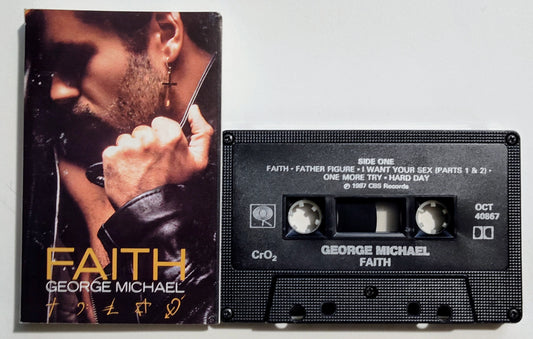 FAITH
GEORGE MICHAEL
SIDE ONE
FAITH • FATHER FIGURE • I WANT YOUR SEX (PARTS 1 & 2) •
ONE MORE TRY • HARD DAY
℗ 1987 CBS Records
OCT
40867
CrO₂
GEORGE MICHAEL
FAITH